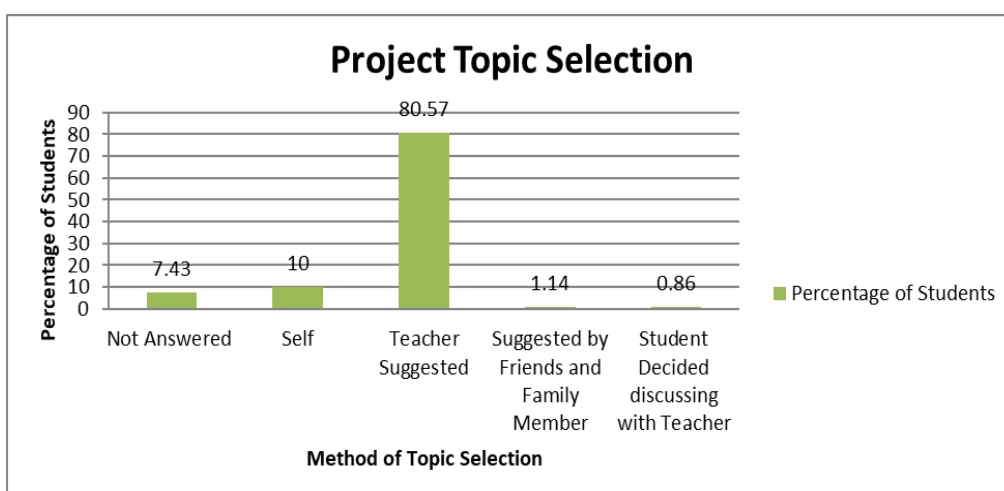 Project Topic Selection
Percentage of Students
90
80
70
60
50
40
30
20
10
0
7.43
10
80.57
1.14
0.86
Not Answered
Self
Teacher
Suggested
Suggested by
Friends and
Family
Member
Student
Decided
discussing
with Teacher
Method of Topic Selection
Percentage of Students